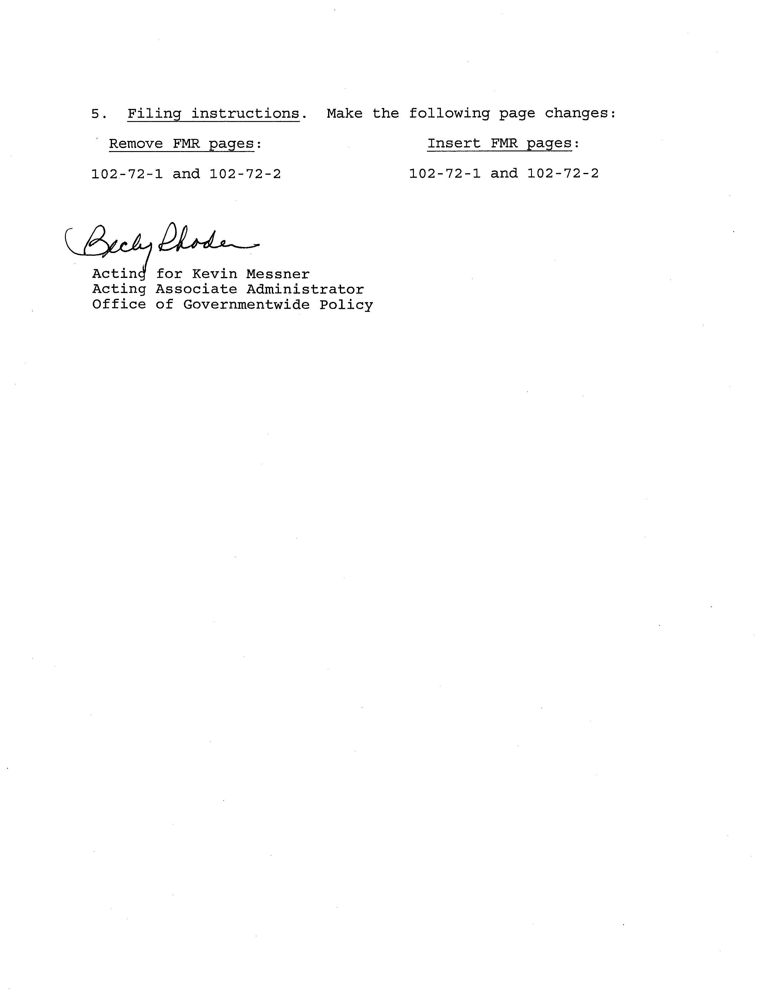 5. Filing instructions. Make the following page changes:
Remove FMR pages: Insert FMR pages:
102-72-1 and 102-72-2 102-72-1 and 102-72-2
Becky Rhodes
Acting for Kevin Messner
Acting Associate Administrator
Office of Governmentwide Policy